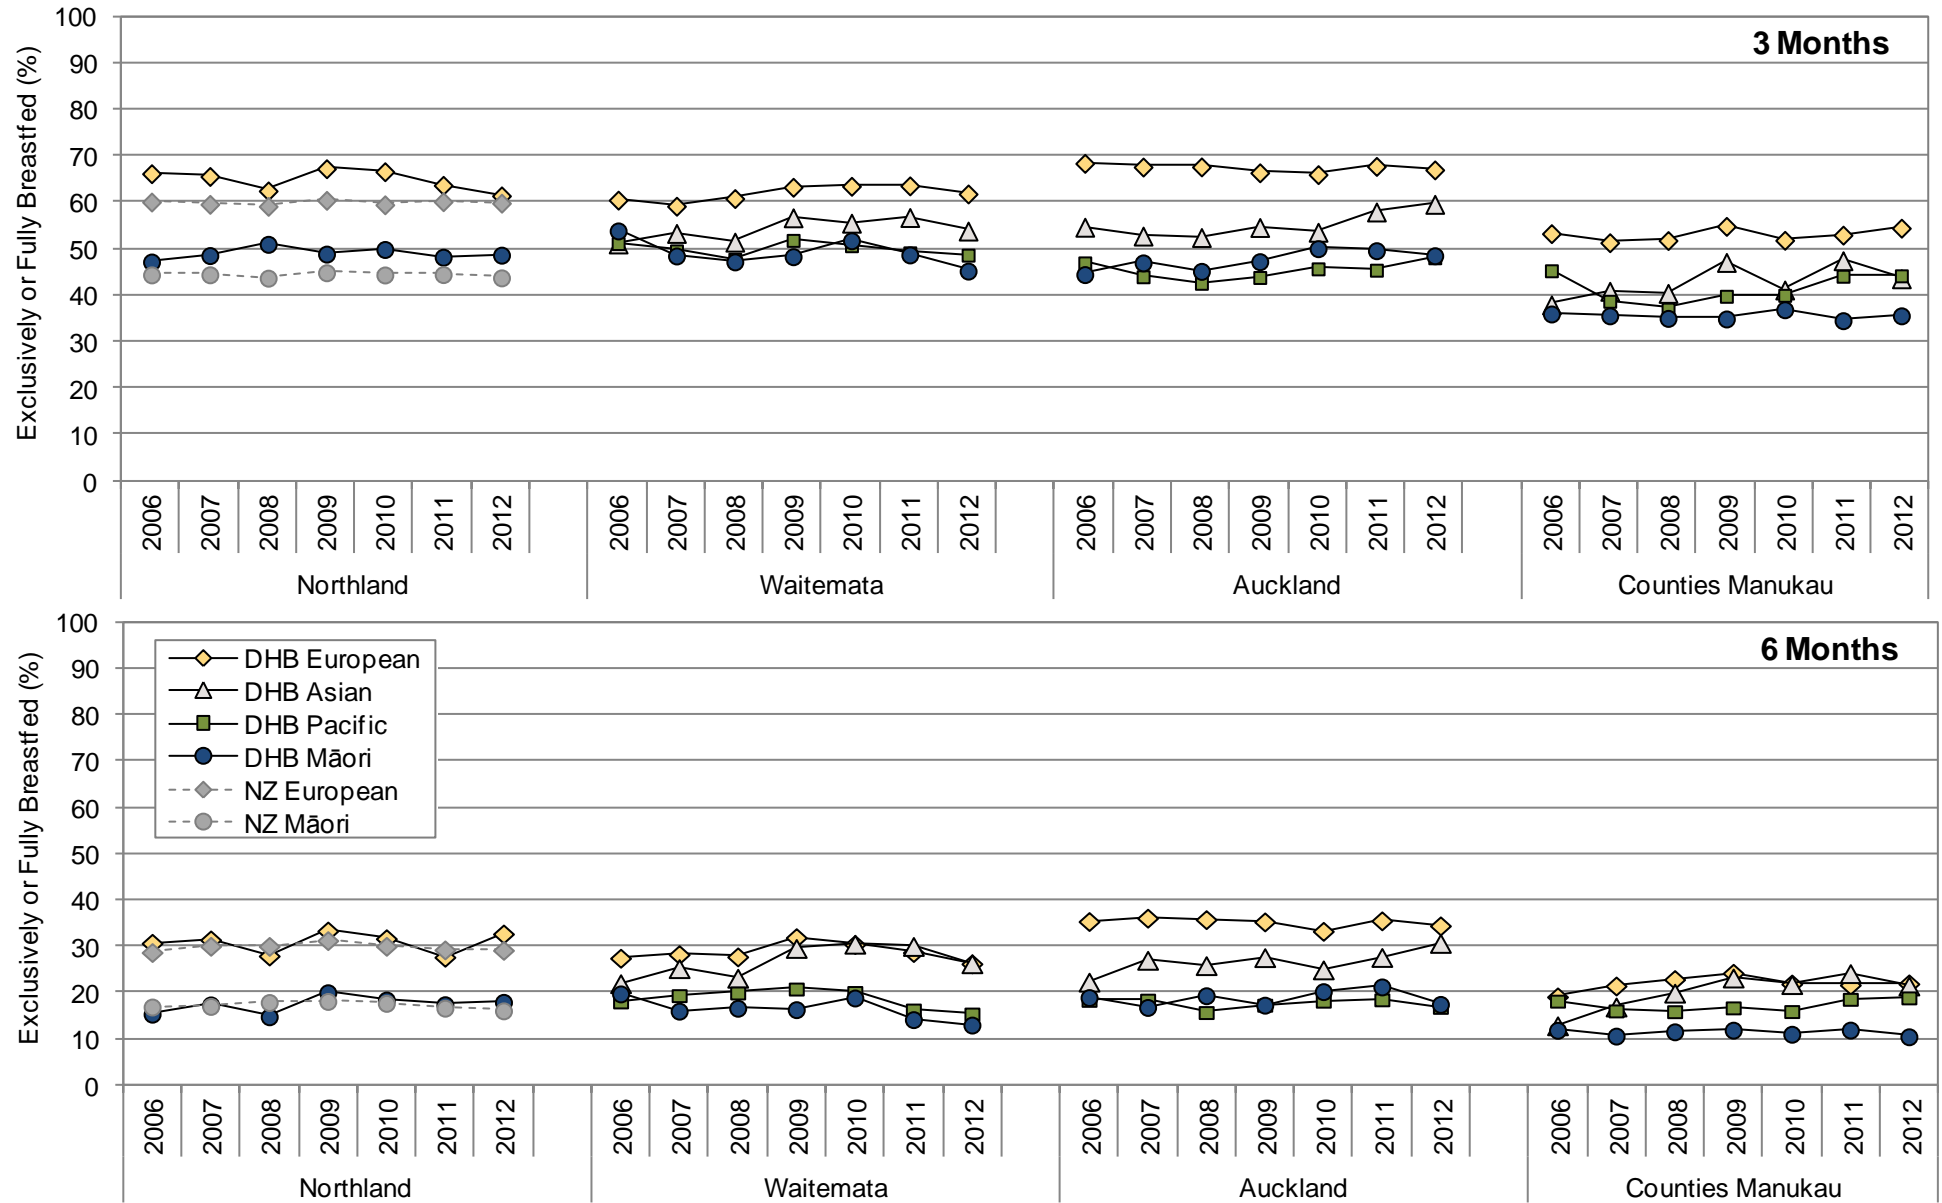 3 Months
Exclusively or Fully Breastfed (%)
100
90
80
70
60
50
40
30
20
10
0
2006 2007 2008 2009 2010 2011 2012 2006 2007 2008 2009 2010 2011 2012 2006 2007 2008 2009 2010 2011 2012 2006 2007 2008 2009 2010 2011 2012
Northland Waitemata Auckland Counties Manukau
6 Months
Exclusively or Fully Breastfed (%)
100
90
80
70
60
50
40
30
20
10
0
DHB European
DHB Asian
DHB Pacific
DHB Māori
NZ European
NZ Māori
2006 2007 2008 2009 2010 2011 2012 2006 2007 2008 2009 2010 2011 2012 2006 2007 2008 2009 2010 2011 2012 2006 2007 2008 2009 2010 2011 2012
Northland Waitemata Auckland Counties Manukau